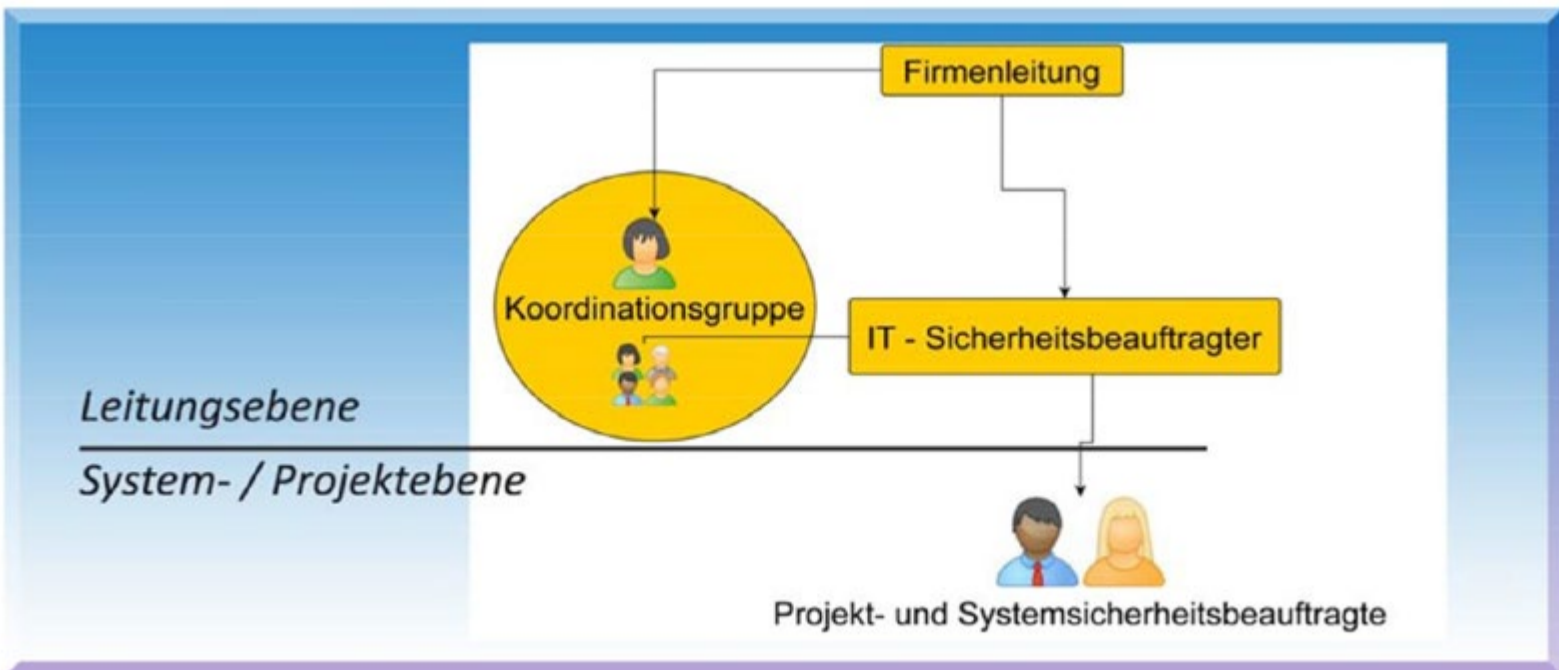 Firmenleitung
Koordinationsgruppe
IT - Sicherheitsbeauftragter
Leitungsebene
System- / Projektebene
Projekt- und Systemsicherheitsbeauftragte